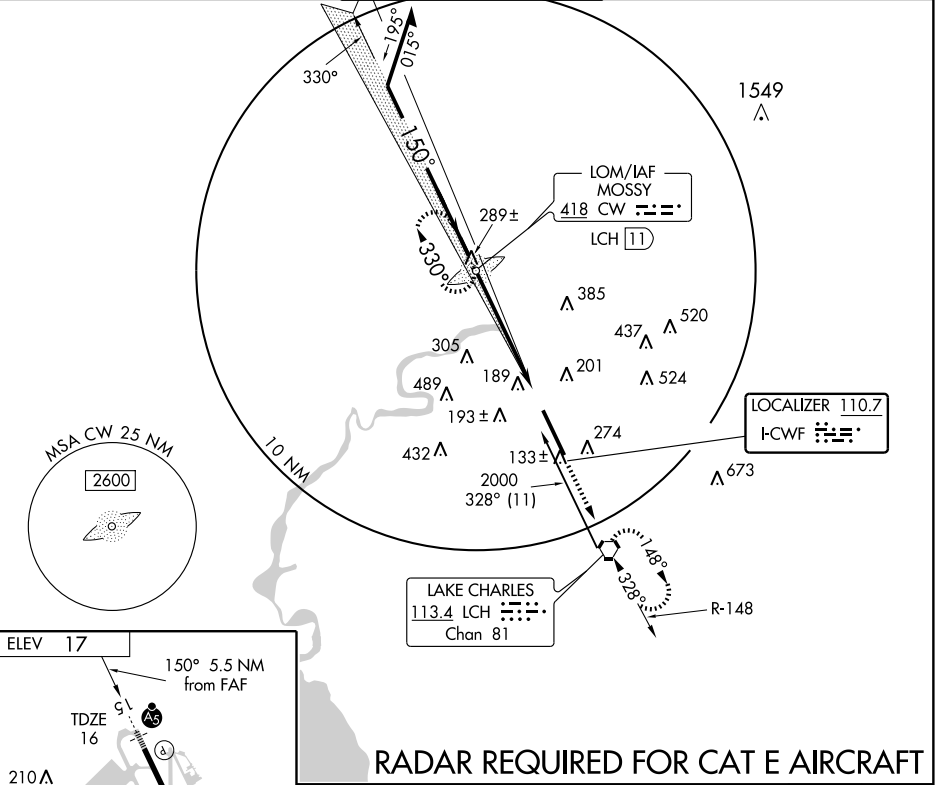 195°
015°
330°
1549
150°
LOM/IAF
MOSSY
418 CW
LCH 11
289±
330°
385
520
437
305
201
524
489
189
193±
LOCALIZER 110.7
I-CWF
274
432
133±
10 NM
673
2000
328° (11)
MSA CW 25 NM
2600
148°
328°
LAKE CHARLES
113.4 LCH
Chan 81
R-148
ELEV 17
150° 5.5 NM
from FAF
15
TDZE
16
A5
P
210
RADAR REQUIRED FOR CAT E AIRCRAFT